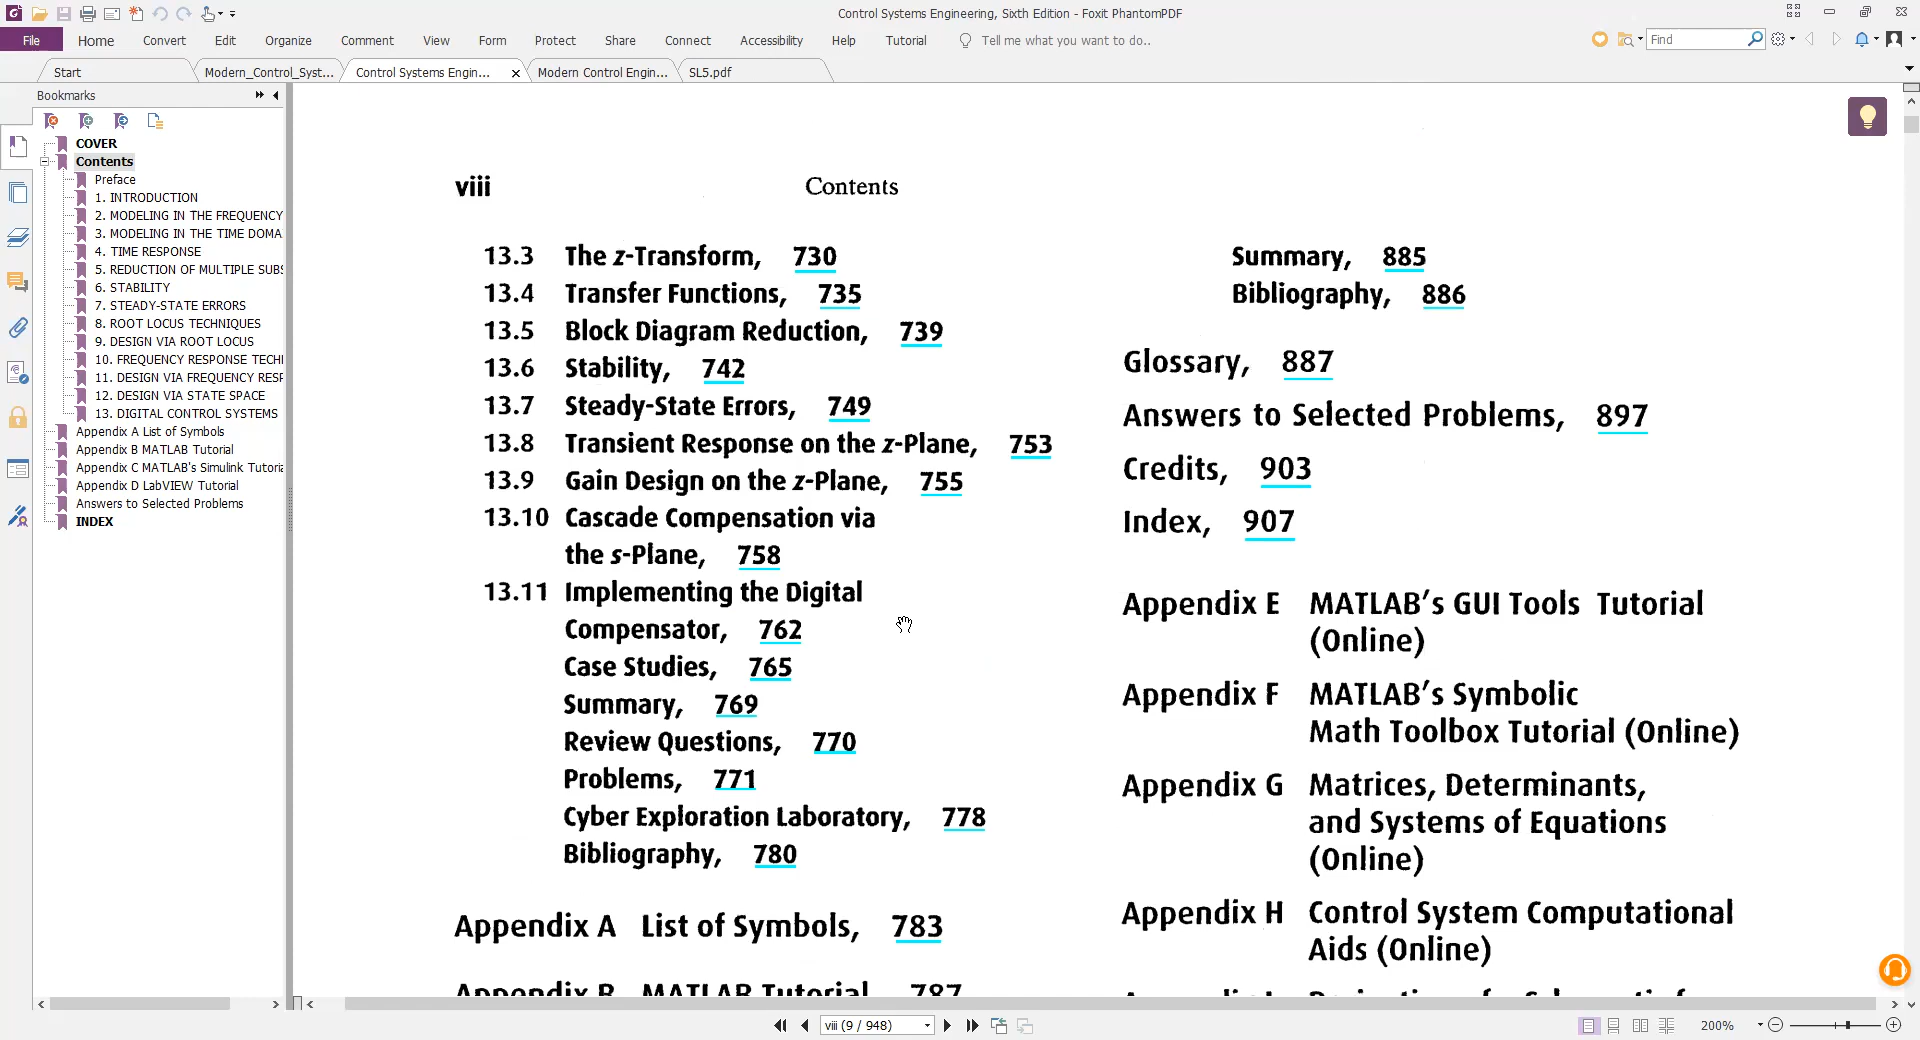 Control Systems Engineering, Sixth Edition - Foxit PhantomPDF
File Home Convert Edit Organize Comment View Form Protect Share Connect Accessibility Help Tutorial Tell me what you want to do.. Find
Start Modern_Control_Syst... Control Systems Engin... Modern Control Engin... SL5.pdf
Bookmarks
COVER
Contents
Preface
1. INTRODUCTION
2. MODELING IN THE FREQUENCY
3. MODELING IN THE TIME DOMA
4. TIME RESPONSE
5. REDUCTION OF MULTIPLE SUBS
6. STABILITY
7. STEADY-STATE ERRORS
8. ROOT LOCUS TECHNIQUES
9. DESIGN VIA ROOT LOCUS
10. FREQUENCY RESPONSE TECH
11. DESIGN VIA FREQUENCY RESP
12. DESIGN VIA STATE SPACE
13. DIGITAL CONTROL SYSTEMS
Appendix A List of Symbols
Appendix B MATLAB Tutorial
Appendix C MATLAB's Simulink Tutoria
Appendix D LabVIEW Tutorial
Answers to Selected Problems
INDEX
viii Contents
13.3 The z-Transform, 730
13.4 Transfer Functions, 735
13.5 Block Diagram Reduction, 739
13.6 Stability, 742
13.7 Steady-State Errors, 749
13.8 Transient Response on the z-Plane, 753
13.9 Gain Design on the z-Plane, 755
13.10 Cascade Compensation via
the s-Plane, 758
13.11 Implementing the Digital
Compensator, 762
Case Studies, 765
Summary, 769
Review Questions, 770
Problems, 771
Cyber Exploration Laboratory, 778
Bibliography, 780
Appendix A List of Symbols, 783
Appendix B MATLAB Tutorial 787
Summary, 885
Bibliography, 886
Glossary, 887
Answers to Selected Problems, 897
Credits, 903
Index, 907
Appendix E MATLAB's GUI Tools Tutorial
(Online)
Appendix F MATLAB's Symbolic
Math Toolbox Tutorial (Online)
Appendix G Matrices, Determinants,
and Systems of Equations
(Online)
Appendix H Control System Computational
Aids (Online)
viii (9 / 948) 200%